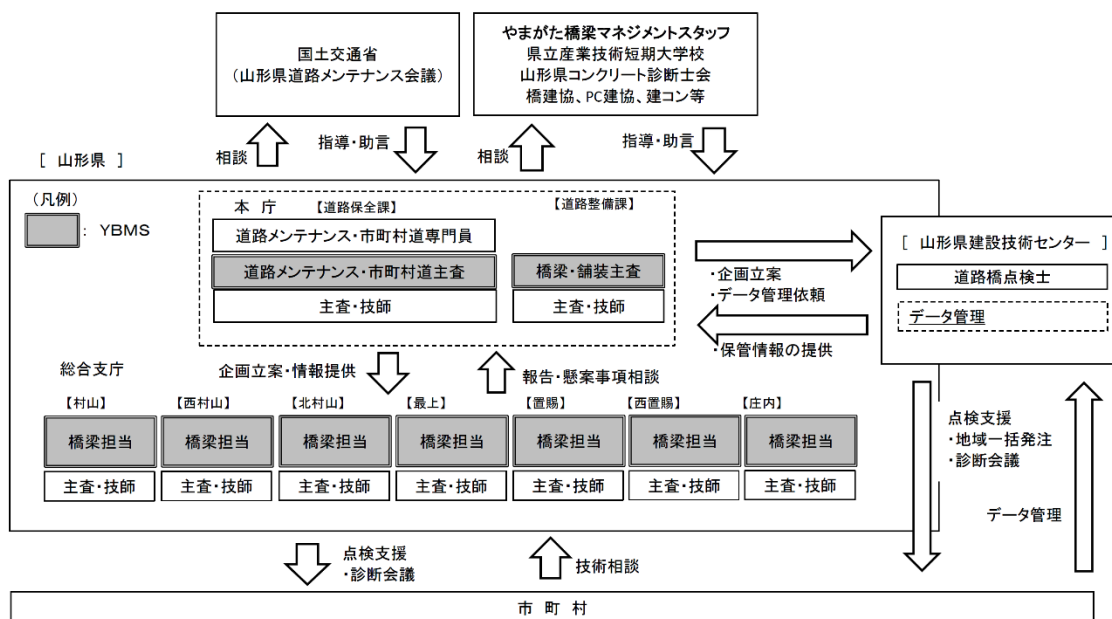 国土交通省
(山形県道路メンテナンス会議)
やまがた橋梁マネジメントスタッフ
県立産業技術短期大学校
山形県コンクリート診断士会
橋建協、PC建協、建コン等
相談
指導・助言
相談
指導・助言
[ 山形県 ]
(凡例)
: YBMS
本 庁 【道路保全課】
【道路整備課】
道路メンテナンス・市町村道専門員
道路メンテナンス・市町村道主査
橋梁・舗装主査
主査・技師
主査・技師
・企画立案
・データ管理依頼
・保管情報の提供
[ 山形県建設技術センター ]
道路橋点検士
データ管理
総合支庁
企画立案・情報提供
報告・懸案事項相談
【村山】
【西村山】
【北村山】
【最上】
【置賜】
【西置賜】
【庄内】
橋梁担当
橋梁担当
橋梁担当
橋梁担当
橋梁担当
橋梁担当
橋梁担当
主査・技師
主査・技師
主査・技師
主査・技師
主査・技師
主査・技師
主査・技師
点検支援
・地域一括発注
・診断会議
データ管理
点検支援
・診断会議
技術相談
市 町 村